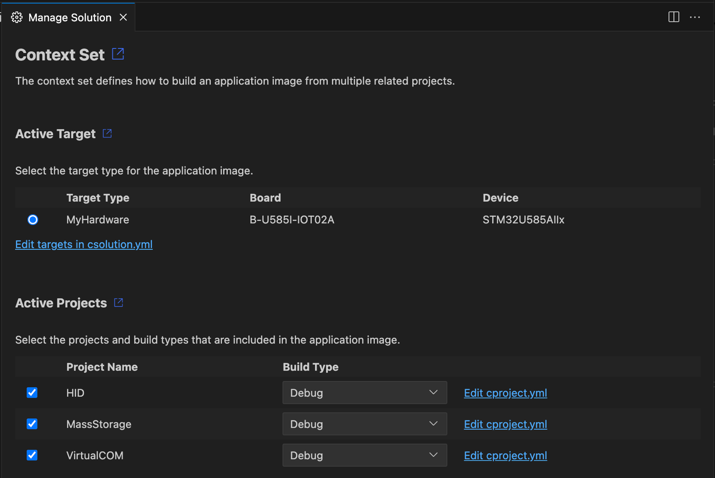 Manage Solution
Context Set
The context set defines how to build an application image from multiple related projects.
Active Target
Select the target type for the application image.
Target Type Board Device
MyHardware B-U585I-IOT02A STM32U585AIIx
Edit targets in csolution.yml
Active Projects
Select the projects and build types that are included in the application image.
Project Name Build Type
HID Debug Edit cproject.yml
MassStorage Debug Edit cproject.yml
VirtualCOM Debug Edit cproject.yml